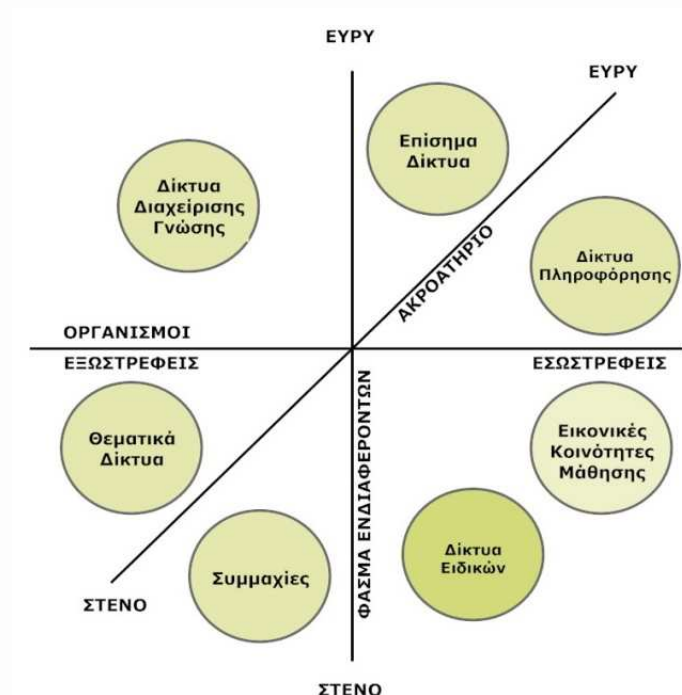 ΕΥΡΥ
ΕΥΡΥ
Επίσημα
Δίκτυα
Δίκτυα
Διαχείρισης
Γνώσης
ΑΚΡΟΑΤΗΡΙΟ
Δίκτυα
Πληροφόρησης
ΟΡΓΑΝΙΣΜΟΙ
ΕΞΩΣΤΡΕΦΕΙΣ
ΕΣΩΣΤΡΕΦΕΙΣ
Θεματικά
Δίκτυα
ΦΑΣΜΑ ΕΝΔΙΑΦΕΡΟΝΤΩΝ
Εικονικές
Κοινότητες
Μάθησης
Δίκτυα
Ειδικών
Συμμαχίες
ΣΤΕΝΟ
ΣΤΕΝΟ